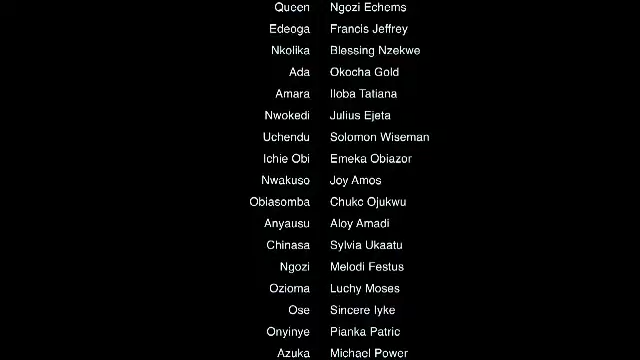 Queen Ngozi Echems
Edeoga Francis Jeffrey
Nkolika Blessing Nzekwe
Ada Okocha Gold
Amara Iloba Tatiana
Nwokedi Julius Ejeta
Uchendu Solomon Wiseman
Ichie Obi Emeka Obiazor
Nwakuso Joy Amos
Obiasomba Chukc Ojukwu
Anyausu Aloy Amadi
Chinasa Sylvia Ukaatu
Ngozi Melodi Festus
Ozioma Luchy Moses
Ose Sincere Iyke
Onyinye Pianka Patric
Azuka Michael Power